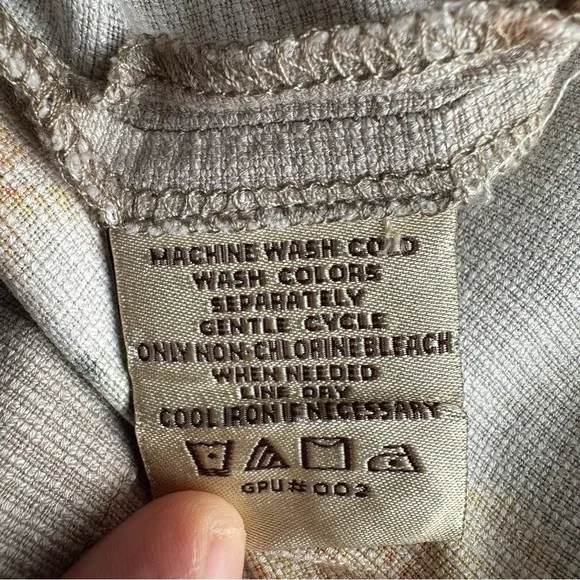 MACHINE WASH COLD
WASH COLORS
SEPARATELY
GENTLE CYCLE
ONLY NON-CHLORINE BLEACH
WHEN NEEDED
LINE DRY
COOL IRON IF NECESSARY
GPU#002